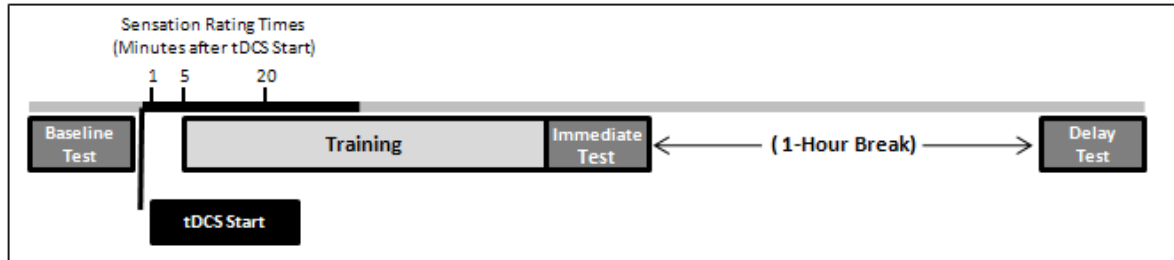 Sensation Rating Times
(Minutes after tDCS Start)
1 5 20
Baseline
Test
Training
Immediate
Test
( 1-Hour Break)
Delay
Test
tDCS Start